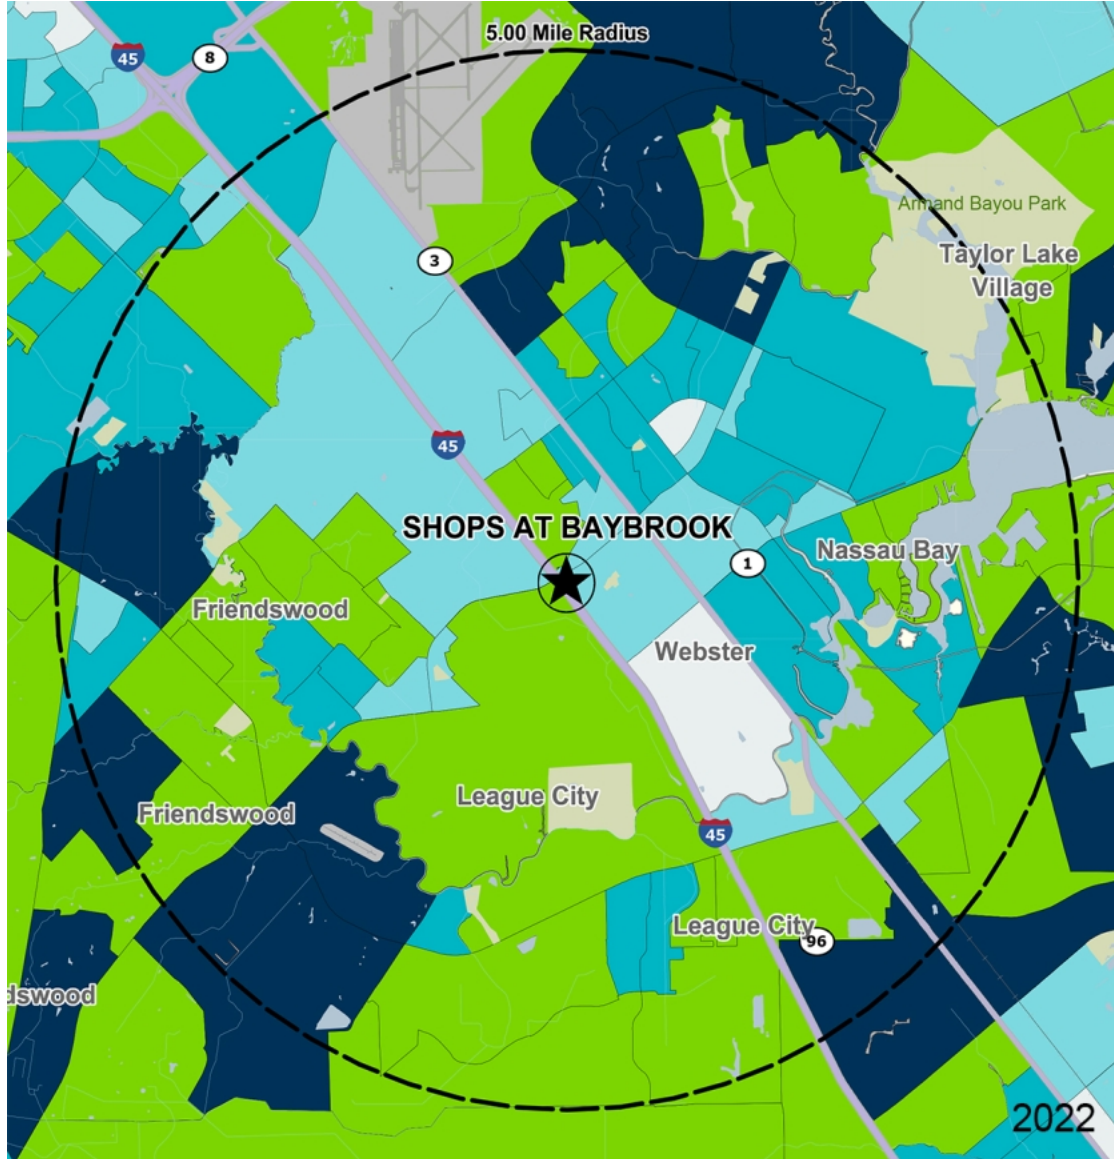 5.00 Mile Radius
45
8
Armand Bayou Park
Taylor Lake
Village
3
45
SHOPS AT BAYBROOK
Nassau Bay
1
Friendswood
Webster
League City
Friendswood
45
League City
96
dswood
2022